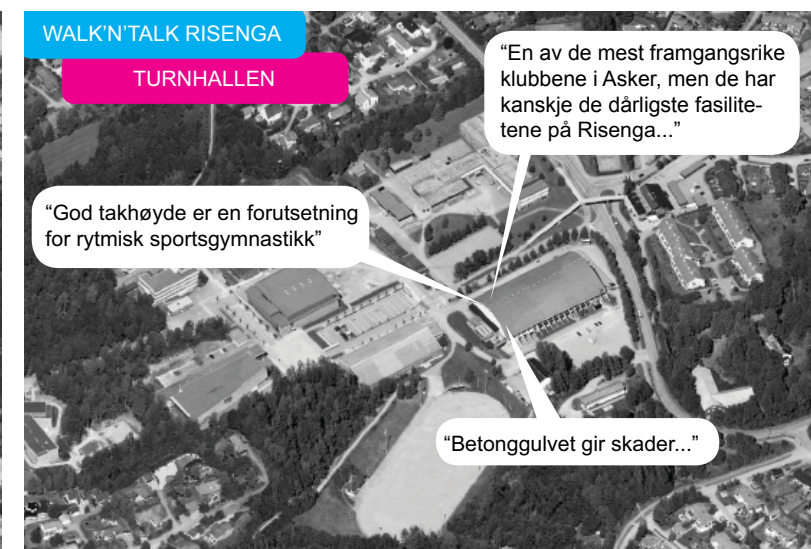 WALK’N’TALK RISENGA
TURNHALLEN
“En av de mest framgangsrike
klubbene i Asker, men de har
kanskje de dårligste fasilite-
tene på Risenga...”
“God takhøyde er en forutsetning
for rytmisk sportsgymnastikk”
“Betonggulvet gir skader...”